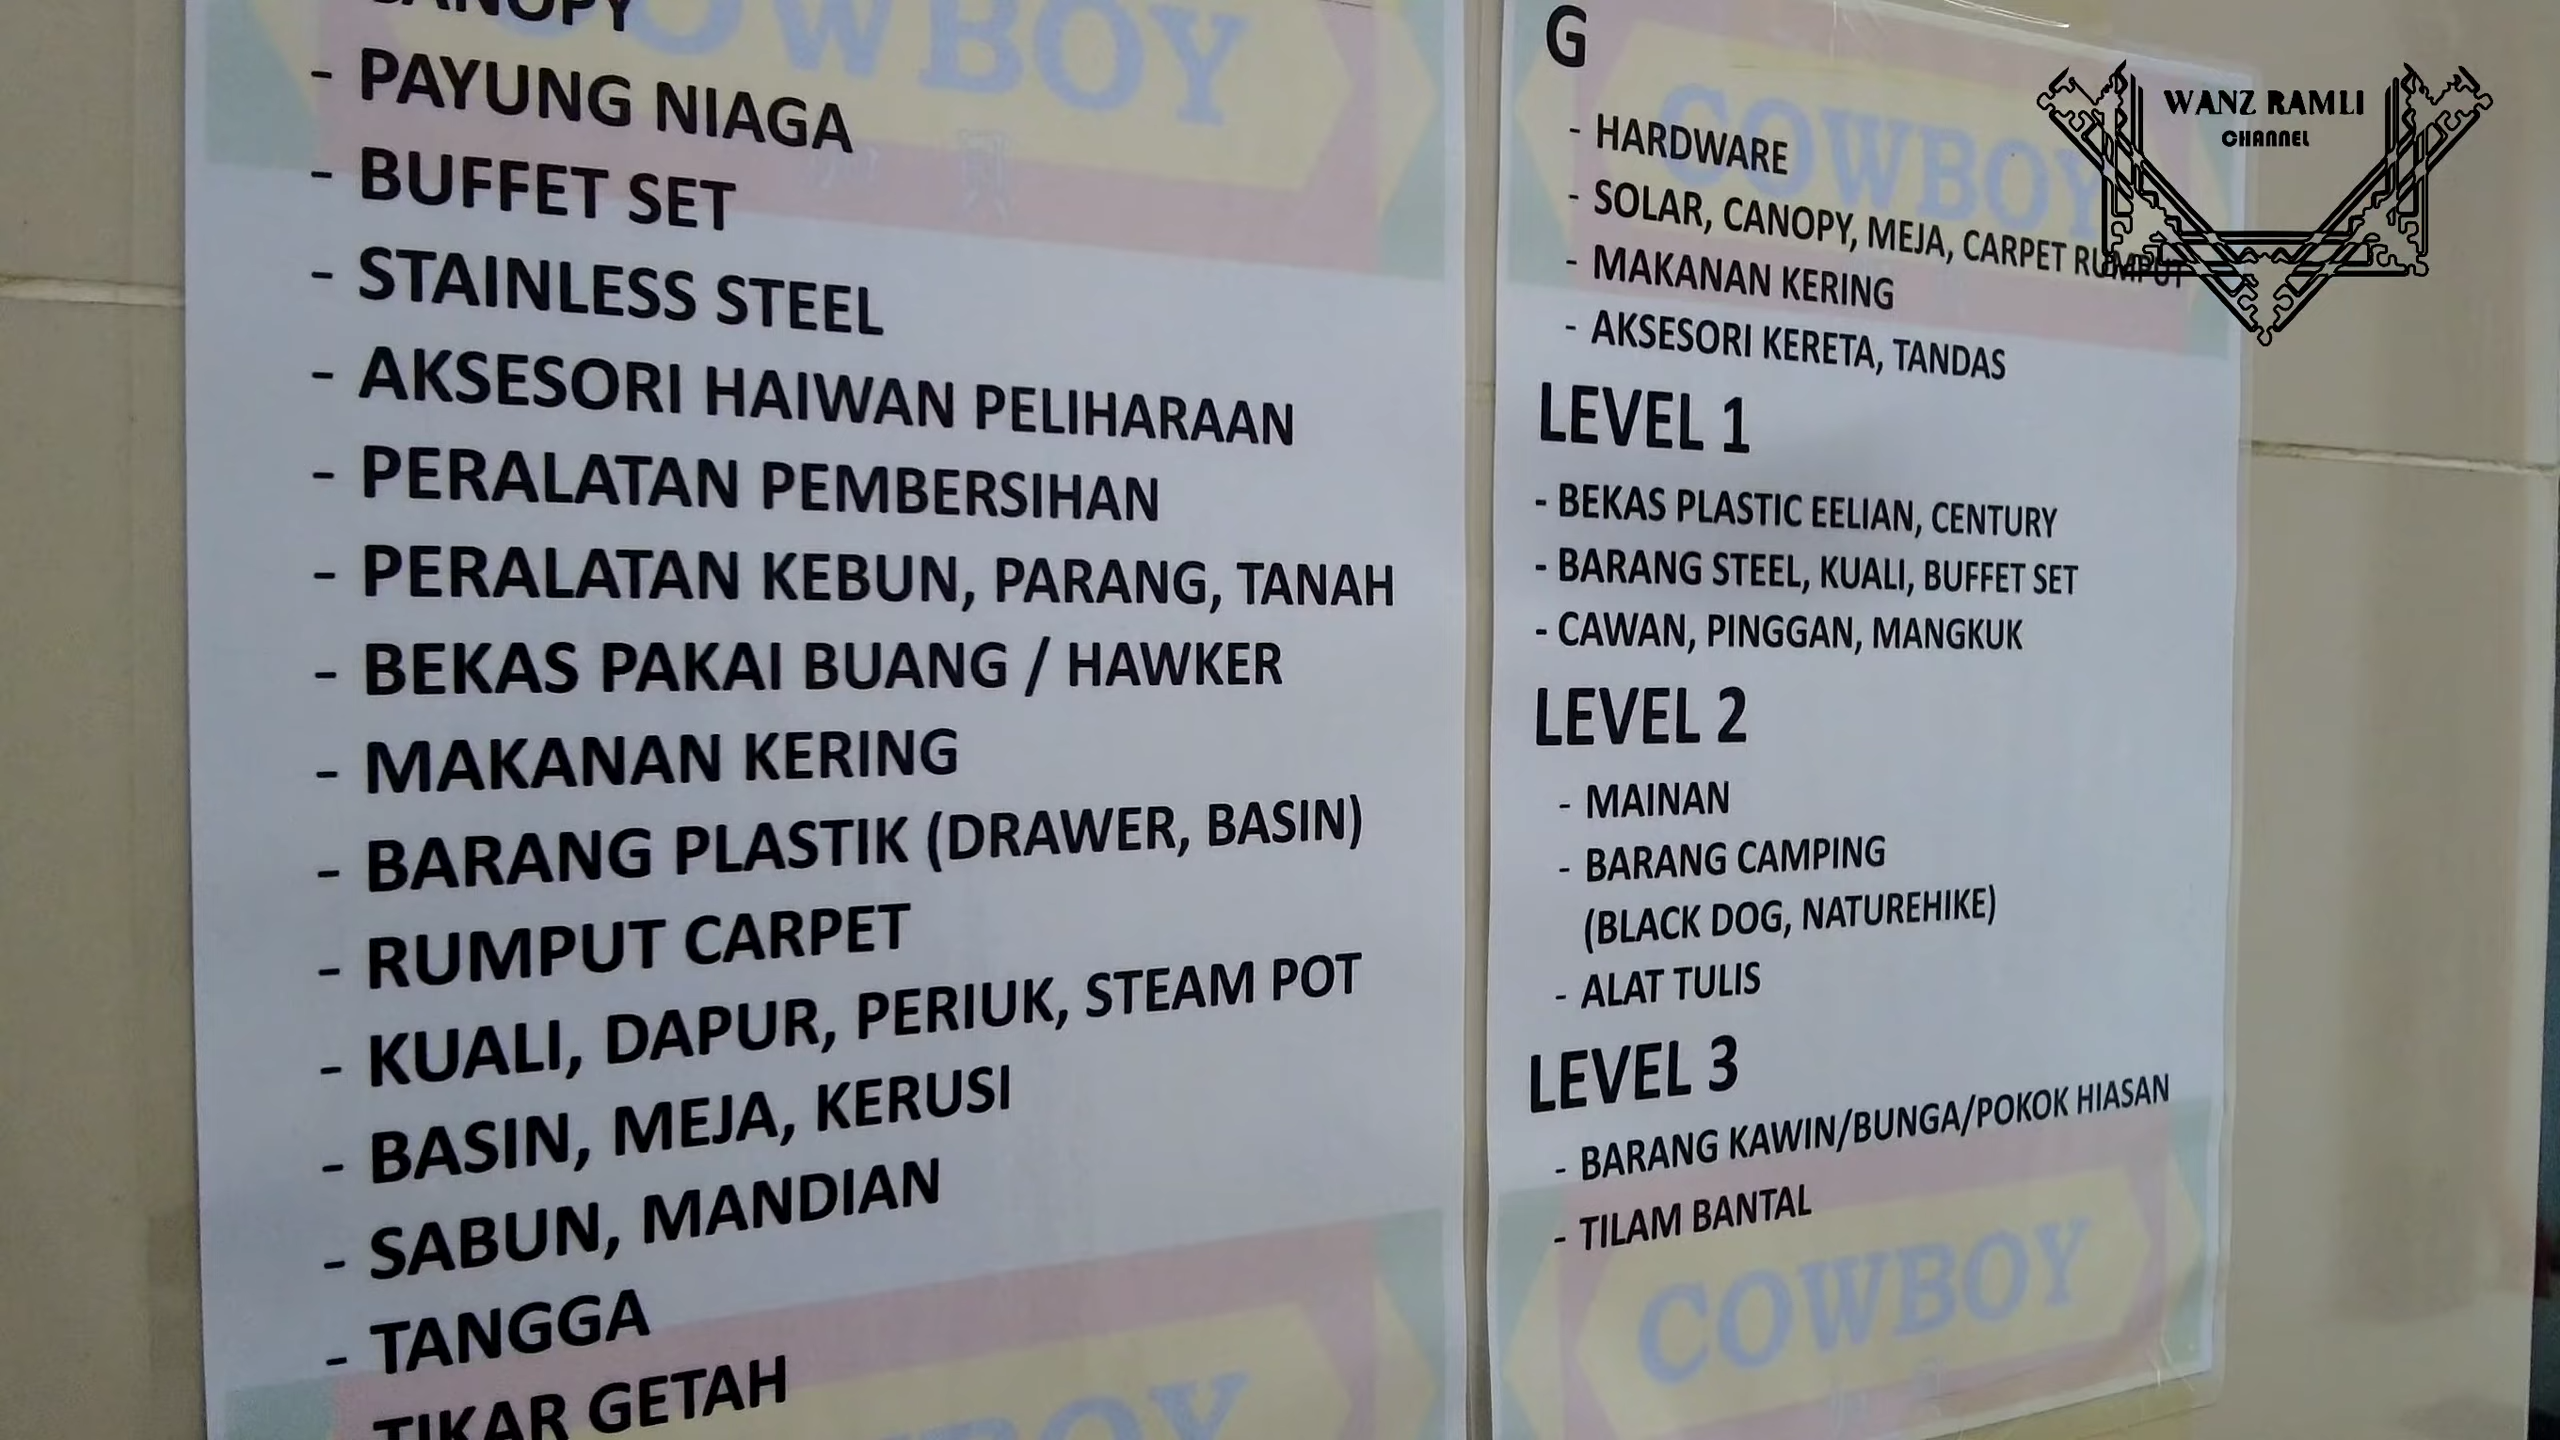 CANOPY
- PAYUNG NIAGA
- BUFFET SET
- STAINLESS STEEL
- AKSESORI HAIWAN PELIHARAAN
- PERALATAN PEMBERSIHAN
- PERALATAN KEBUN, PARANG, TANAH
- BEKAS PAKAI BUANG / HAWKER
- MAKANAN KERING
- BARANG PLASTIK (DRAWER, BASIN)
- RUMPUT CARPET
- KUALI, DAPUR, PERIUK, STEAM POT
- BASIN, MEJA, KERUSI
- SABUN, MANDIAN
- TANGGA
TIKAR GETAH
COWBOY
COWBOY
G
- HARDWARE
- SOLAR, CANOPY, MEJA, CARPET RUMPUT
- MAKANAN KERING
- AKSESORI KERETA, TANDAS
LEVEL 1
- BEKAS PLASTIC EELIAN, CENTURY
- BARANG STEEL, KUALI, BUFFET SET
- CAWAN, PINGGAN, MANGKUK
LEVEL 2
- MAINAN
- BARANG CAMPING
(BLACK DOG, NATUREHIKE)
- ALAT TULIS
LEVEL 3
- BARANG KAWIN/BUNGA/POKOK HIASAN
- TILAM BANTAL
COWBOY
COWBOY
WANZ RAMLI
CHANNEL